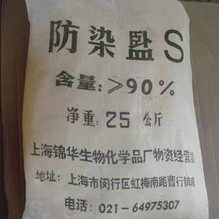 防染盐 S
含量:≥90%
净重:25 公斤
上海锦华生物化学品厂物资经营部
地址:上海市闵行区虹梅南路曹行镇南
电话:021-64975307